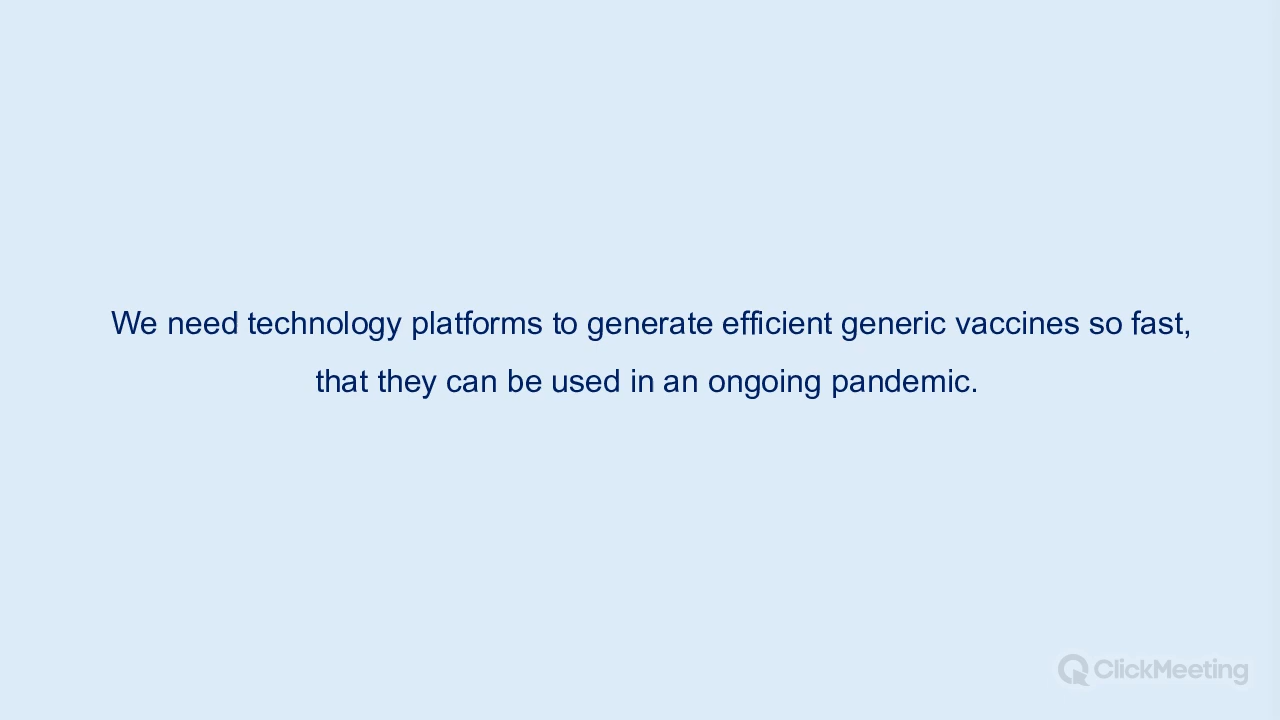 We need technology platforms to generate efficient generic vaccines so fast,
that they can be used in an ongoing pandemic.
ClickMeeting